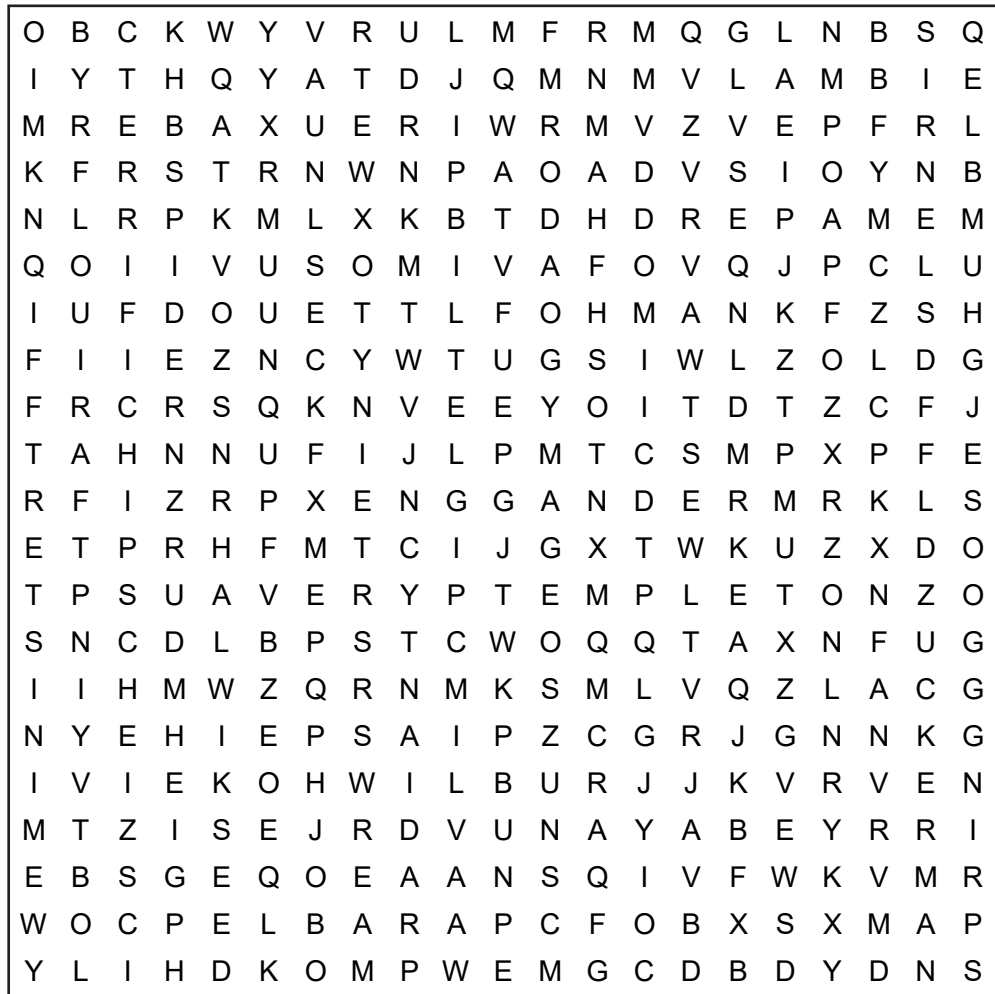 O B C K W Y V R U L M F R M Q G L N B S Q
I Y T H Q Y A T D J Q M N M V L A M B I E
M R E B A X U E R I W R M V Z V E P F R L
K F R S T R N W N P A O A D V S I O Y N B
N L R P K M L X K B T D H D R E P A M E M
Q O I I V U S O M I V A F O V Q J P C L U
I U F D O U E T T L F O H M A N K F Z S H
F I I E Z N C Y W T U G S I W L Z O L D G
F R C R S Q K N V E E Y O I T D T Z C F J
T A H N N U F I J L P M T C S M P X P F E
R F I Z R P X E N G G A N D E R M R K L S
E T P R H F M T C I J G X T W K U Z X D O
T P S U A V E R Y P T E M P L E T O N Z O
S N C D L B P S T C W O Q Q T A X N F U G
I I H M W Z Q R N M K S M L V Q Z L A C G
N Y E H I E P S A I P Z C G R J G N N K G
I V I E K O H W I L B U R J J K V R V E N
M T Z I S E J R D V U N A Y A B E Y R R I
E B S G E Q O E A A N S Q I V F W K V M R
W O C P E L B A R A P C F O B X S X M A P
Y L I H D K O M P W E M G C D B D Y D N S